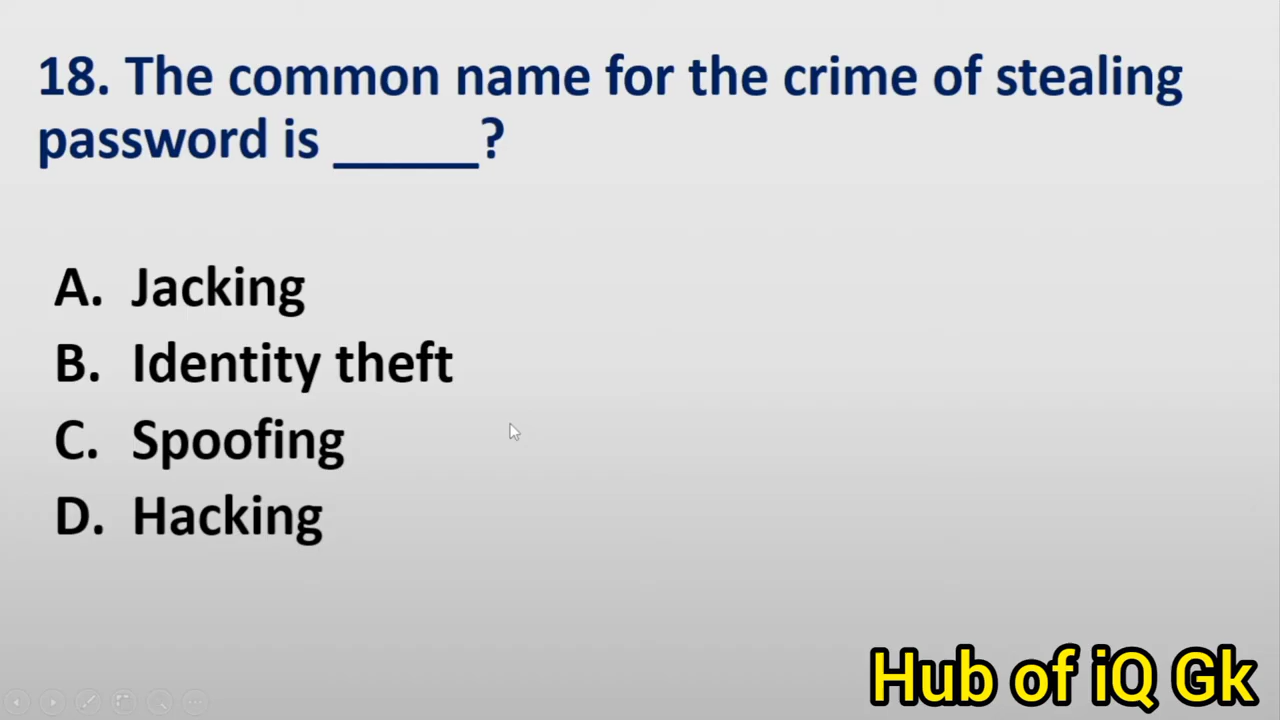 18. The common name for the crime of stealing
password is _____?
A. Jacking
B. Identity theft
C. Spoofing
D. Hacking
Hub of iQ Gk